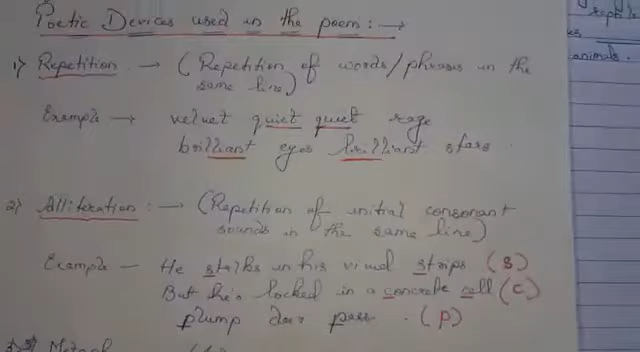 Poetic Devices used in the poem :→
1) Repetition → (Repetition of words/phrases in the
same line)
Example → velvet quiet quiet rage
brilliant eyes brilliant stars.
2) Alliteration :→ (Repetition of initial consonant
sounds in the same line)
Example – He stalks in his vivid strips (S)
But he's locked in a concrete cell (C)
plump deer pass. (P)
animals.